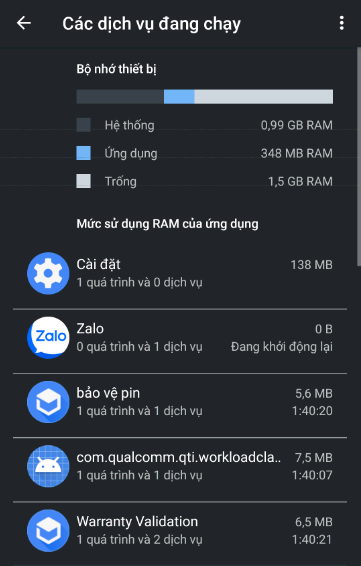 Các dịch vụ đang chạy
Bộ nhớ thiết bị
Hệ thống 0,99 GB RAM
Ứng dụng 348 MB RAM
Trống 1,5 GB RAM
Mức sử dụng RAM của ứng dụng
Cài đặt 138 MB
1 quá trình và 0 dịch vụ
Zalo
Zalo 0 B
0 quá trình và 1 dịch vụ Đang khởi động lại
bảo vệ pin 5,6 MB
1 quá trình và 1 dịch vụ 1:40:20
com.qualcomm.qti.workloadcla.. 7,5 MB
1 quá trình và 1 dịch vụ 1:40:07
Warranty Validation 6,5 MB
1 quá trình và 2 dịch vụ 1:40:21